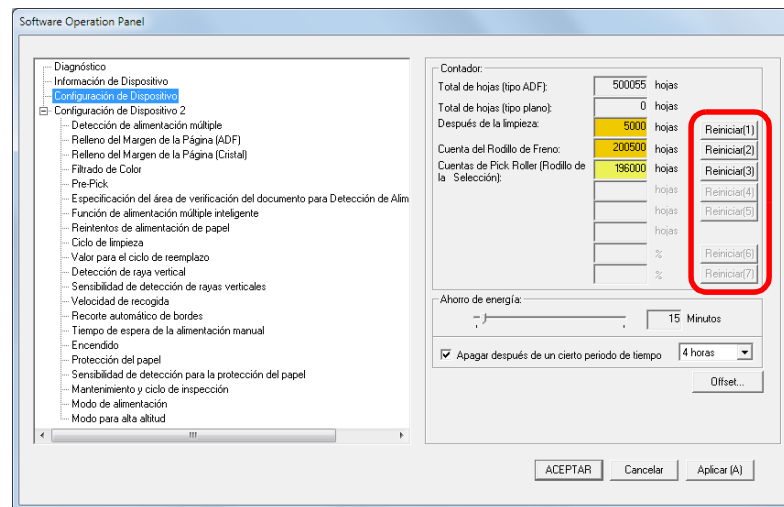 Software Operation Panel
Diagnóstico
Información de Dispositivo
Configuración de Dispositivo
Configuración de Dispositivo 2
Detección de alimentación múltiple
Relleno del Margen de la Página (ADF)
Relleno del Margen de la Página (Cristal)
Filtrado de Color
Pre-Pick
Especificación del área de verificación del documento para Detección de Alim
Función de alimentación múltiple inteligente
Reintentos de alimentación de papel
Ciclo de limpieza
Valor para el ciclo de reemplazo
Detección de raya vertical
Sensibilidad de detección de rayas verticales
Velocidad de recogida
Recorte automático de bordes
Tiempo de espera de la alimentación manual
Encendido
Protección del papel
Sensibilidad de detección para la protección del papel
Mantenimiento y ciclo de inspección
Modo de alimentación
Modo para alta altitud
Contador:
Total de hojas (tipo ADF): 500055 hojas
Total de hojas (tipo plano): 0 hojas
Después de la limpieza: 5000 hojas Reiniciar(1)
Cuenta del Rodillo de Freno: 200500 hojas Reiniciar(2)
Cuentas de Pick Roller (Rodillo de 196000 hojas Reiniciar(3)
la Selección):
hojas Reiniciar(4)
hojas Reiniciar(5)
hojas
% Reiniciar(6)
% Reiniciar(7)
Ahorro de energía:
15 Minutos
Apagar después de un cierto periodo de tiempo 4 horas
Offset...
ACEPTAR Cancelar Aplicar (A)